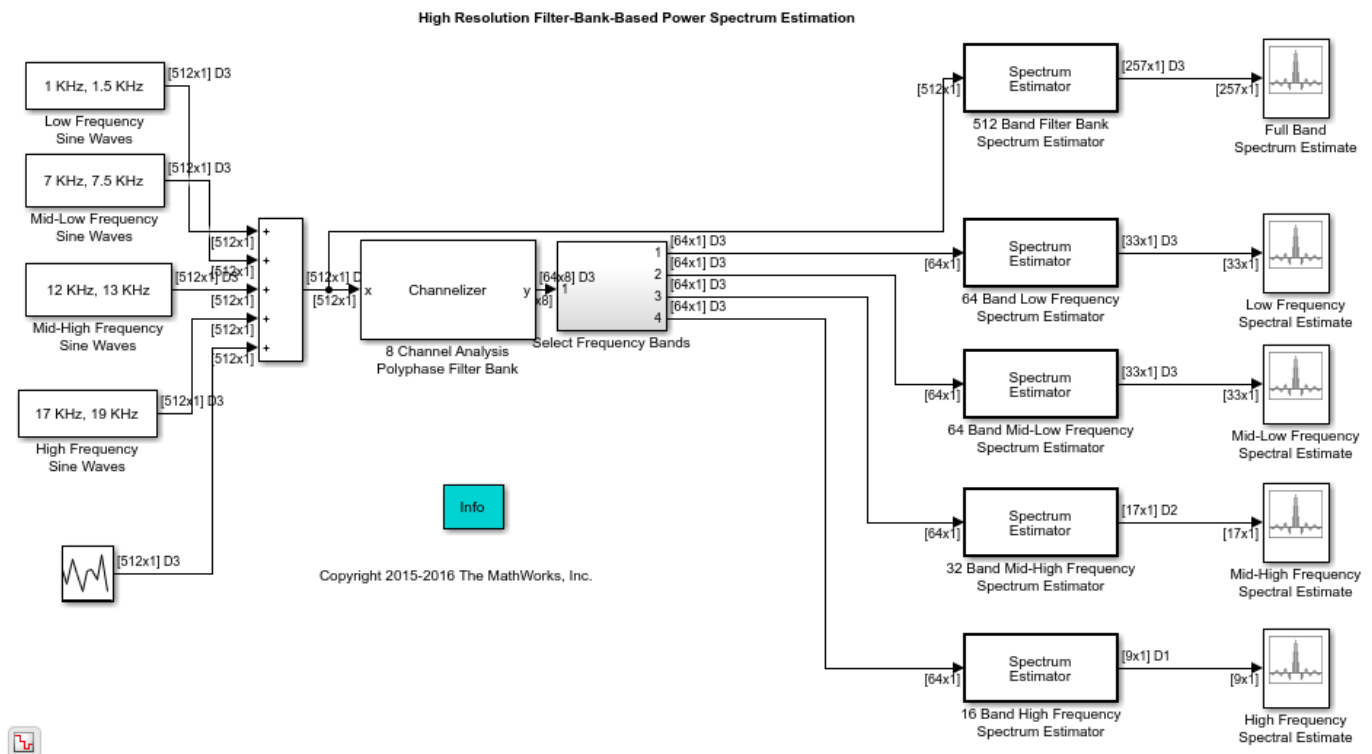 High Resolution Filter-Bank-Based Power Spectrum Estimation
1 KHz, 1.5 KHz
[512x1] D3
Low Frequency
Sine Waves
7 KHz, 7.5 KHz
[512x1] D3
Mid-Low Frequency
Sine Waves
12 KHz, 13 KHz
[512x1] D3
Mid-High Frequency
Sine Waves
17 KHz, 19 KHz
[512x1] D3
High Frequency
Sine Waves
[512x1] D3
+
[512x1]
+
[512x1]
+
[512x1]
+
[512x1]
+
[512x1]
[512x1]
[512x1]
x
Channelizer
y
8 Channel Analysis
Polyphase Filter Bank
[64x8] D3
x8]
1
1
2
3
4
Select Frequency Bands
[64x1] D3
[64x1] D3
[64x1] D3
[64x1] D3
[512x1]
Spectrum
Estimator
512 Band Filter Bank
Spectrum Estimator
[257x1] D3
[257x1]
Full Band
Spectrum Estimate
[64x1]
Spectrum
Estimator
64 Band Low Frequency
Spectrum Estimator
[33x1] D3
[33x1]
Low Frequency
Spectral Estimate
[64x1]
Spectrum
Estimator
64 Band Mid-Low Frequency
Spectrum Estimator
[33x1] D3
[33x1]
Mid-Low Frequency
Spectral Estimate
[64x1]
Spectrum
Estimator
32 Band Mid-High Frequency
Spectrum Estimator
[17x1] D2
[17x1]
Mid-High Frequency
Spectral Estimate
[64x1]
Spectrum
Estimator
16 Band High Frequency
Spectrum Estimator
[9x1] D1
[9x1]
High Frequency
Spectral Estimate
Info
Copyright 2015-2016 The MathWorks, Inc.